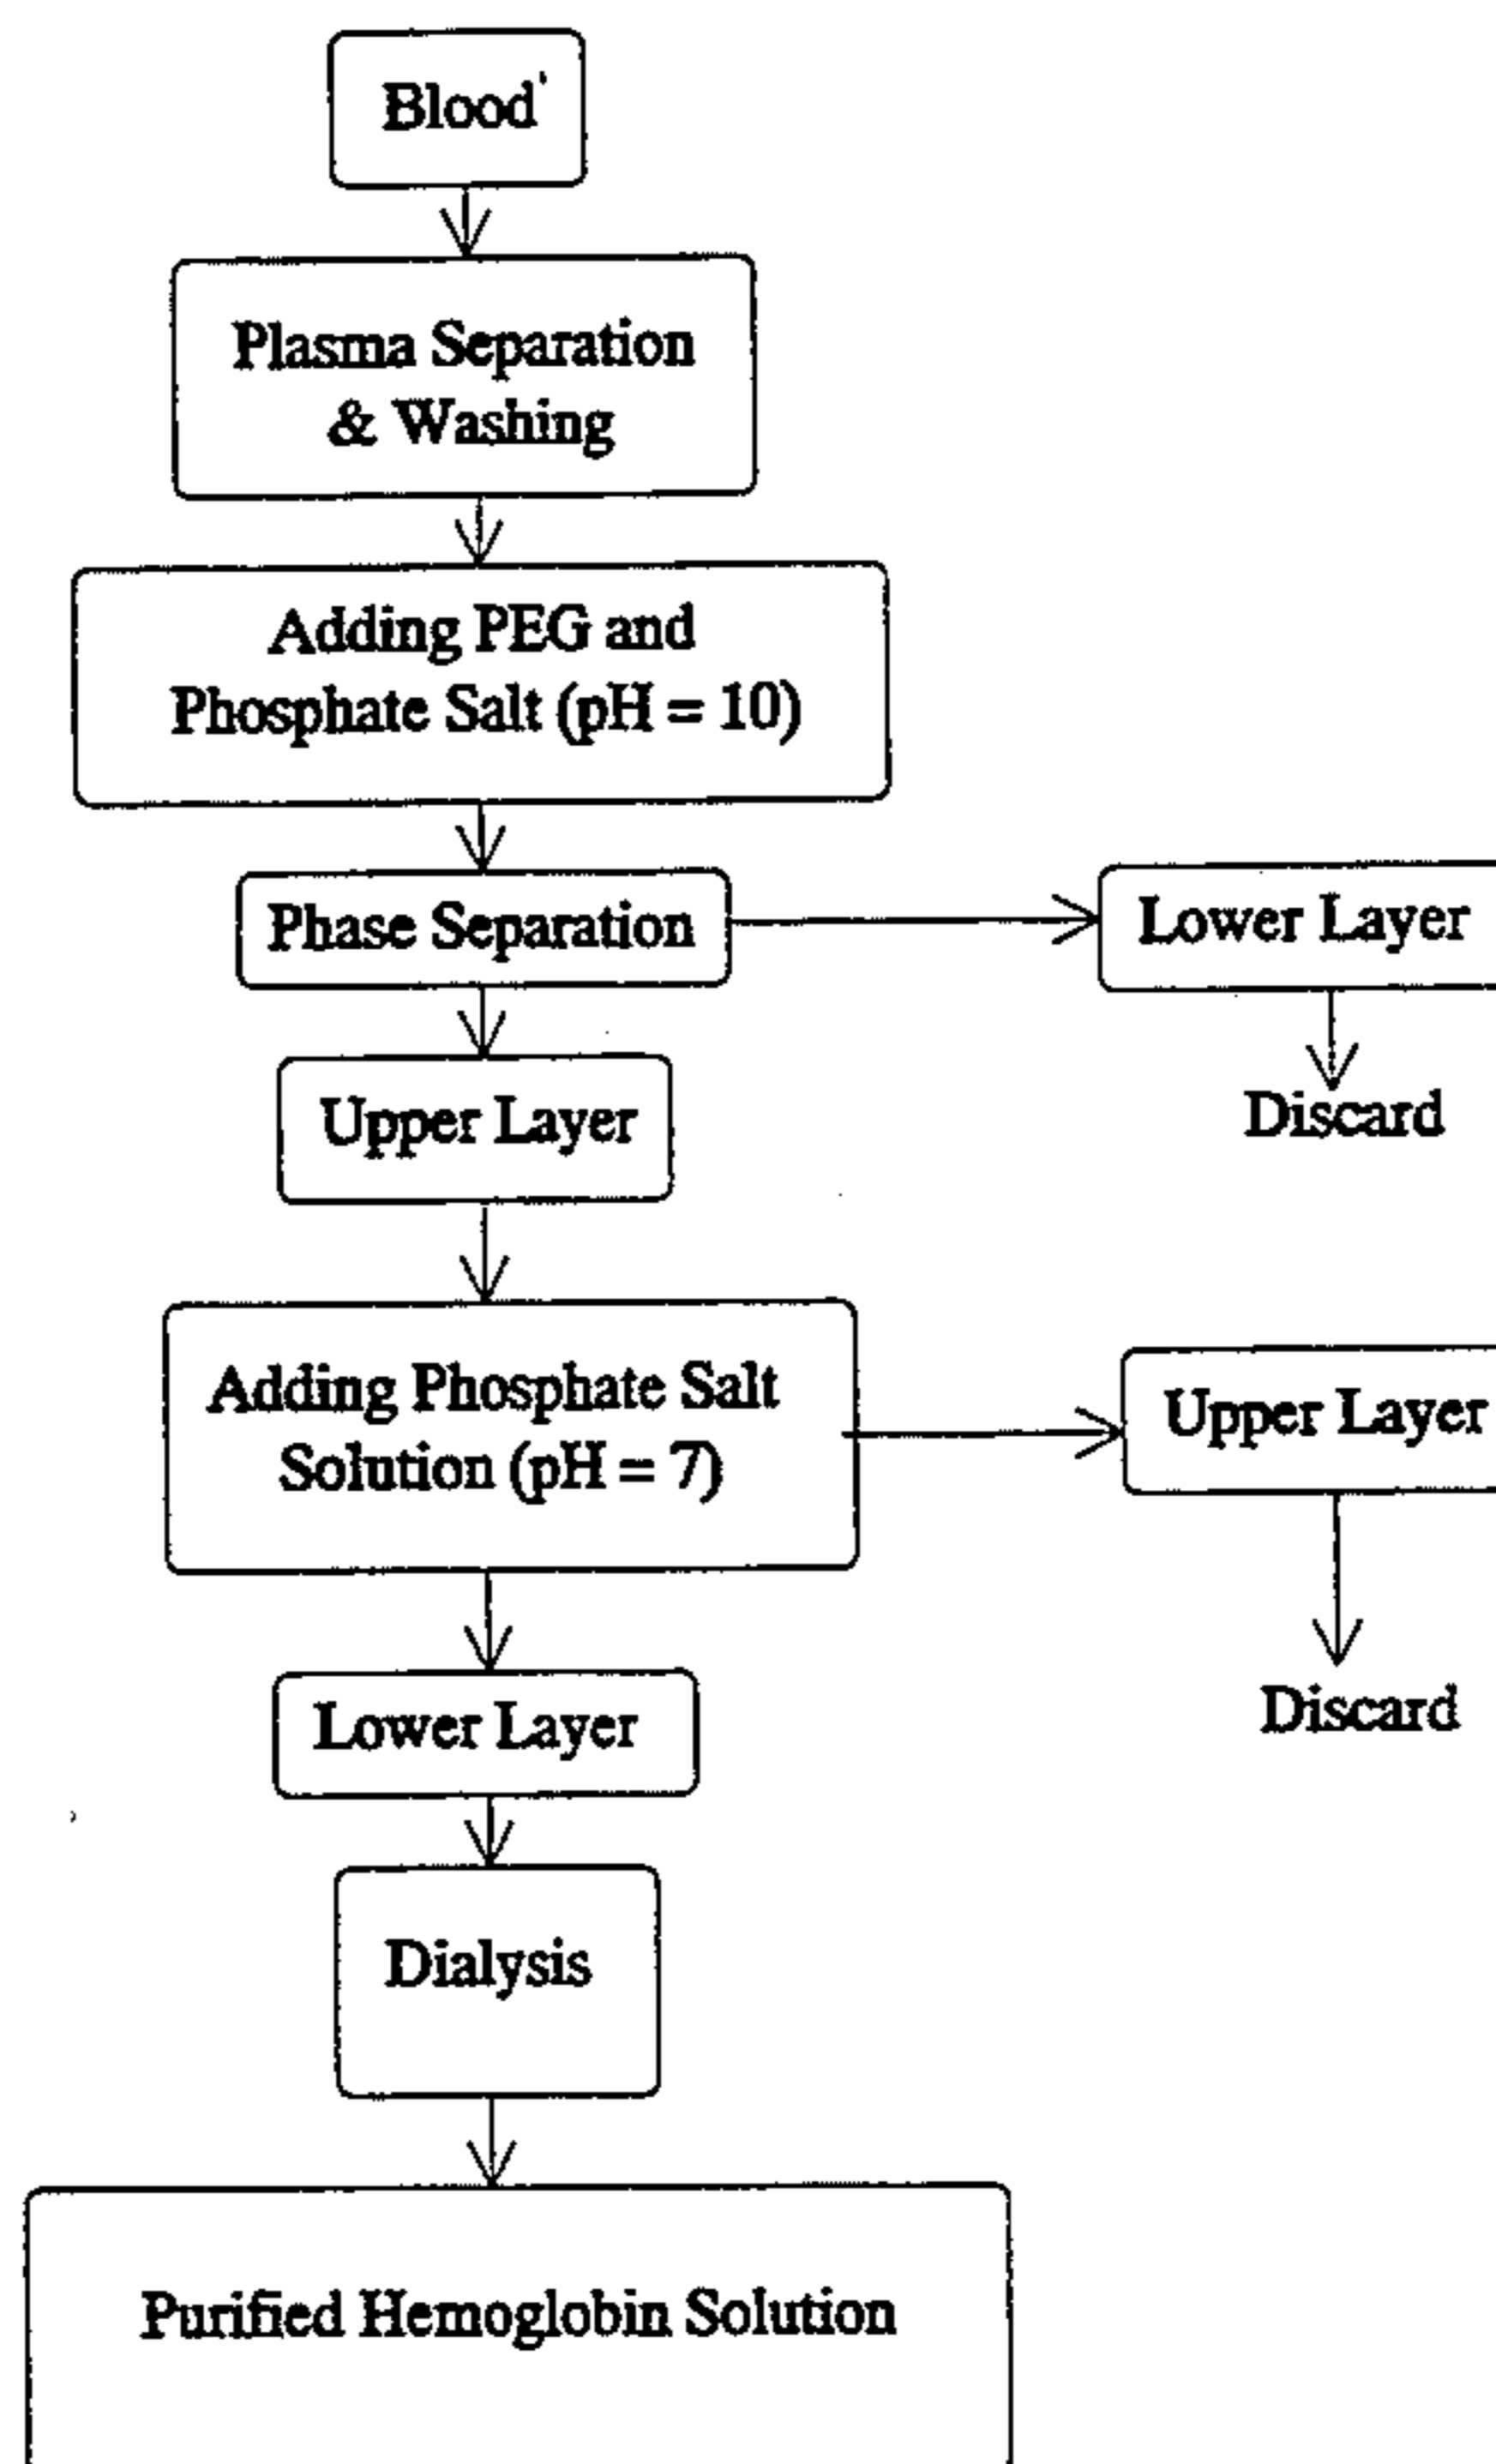 Blood
Plasma Separation
& Washing
Adding PEG and
Phosphate Salt (pH = 10)
Phase Separation
Lower Layer
Upper Layer
Discard
Adding Phosphate Salt
Solution (pH = 7)
Upper Layer
Lower Layer
Discard
Dialysis
Purified Hemoglobin Solution